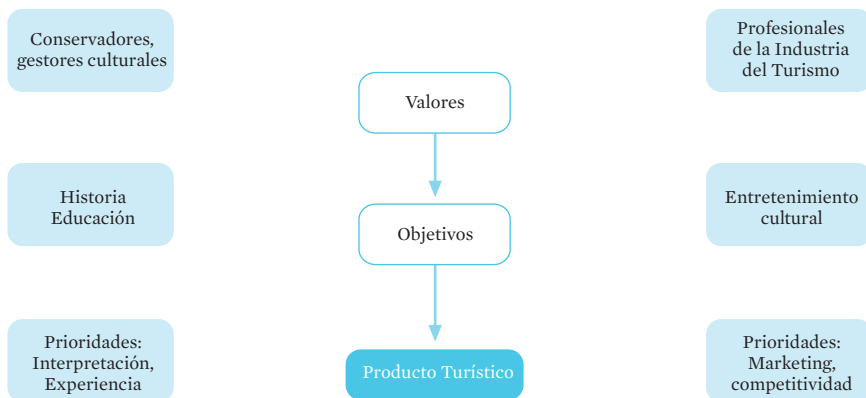 Conservadores,
gestores culturales
Profesionales
de la Industria
del Turismo
Valores
Historia
Educación
Objetivos
Entretenimiento
cultural
Prioridades:
Interpretación,
Experiencia
Producto Turístico
Prioridades:
Marketing,
competitividad